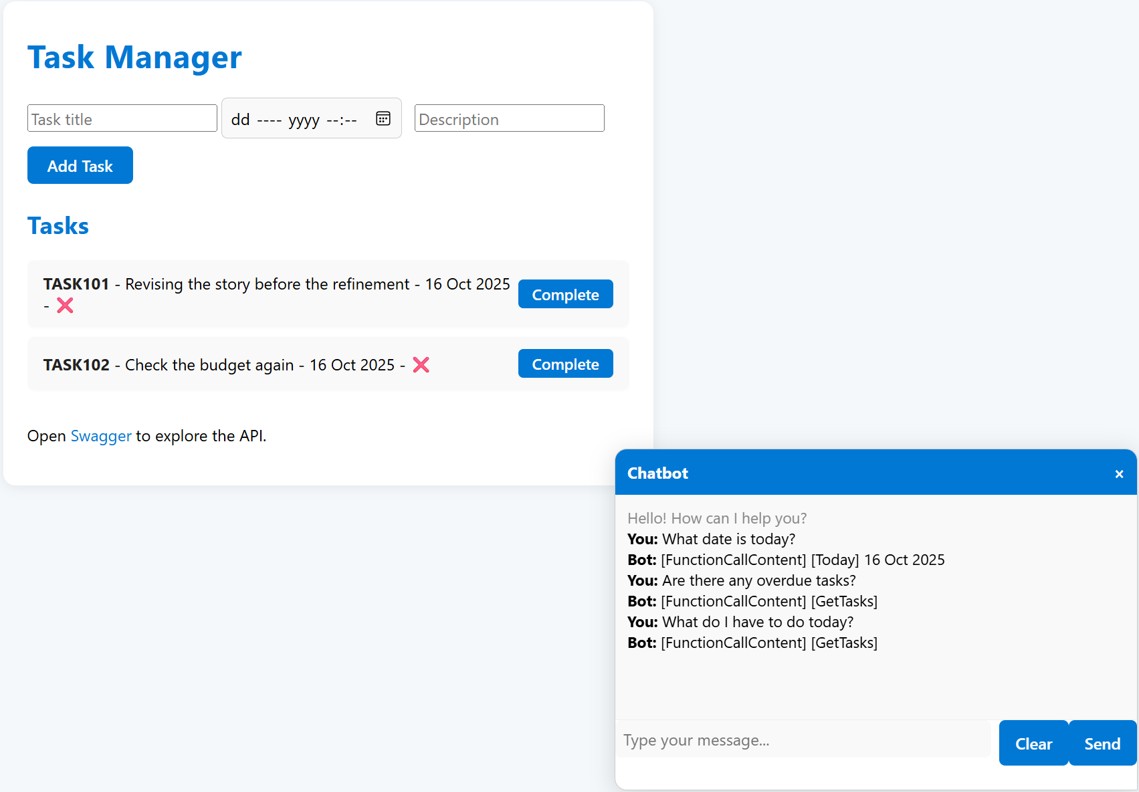 Task Manager
Task title
dd ---- yyyy --:--
Description
Add Task
Tasks
TASK101 - Revising the story before the refinement - 16 Oct 2025
- ❌
Complete
TASK102 - Check the budget again - 16 Oct 2025 - ❌
Complete
Open Swagger to explore the API.
Chatbot
×
Hello! How can I help you?
You: What date is today?
Bot: [FunctionCallContent] [Today] 16 Oct 2025
You: Are there any overdue tasks?
Bot: [FunctionCallContent] [GetTasks]
You: What do I have to do today?
Bot: [FunctionCallContent] [GetTasks]
Type your message...
Clear
Send